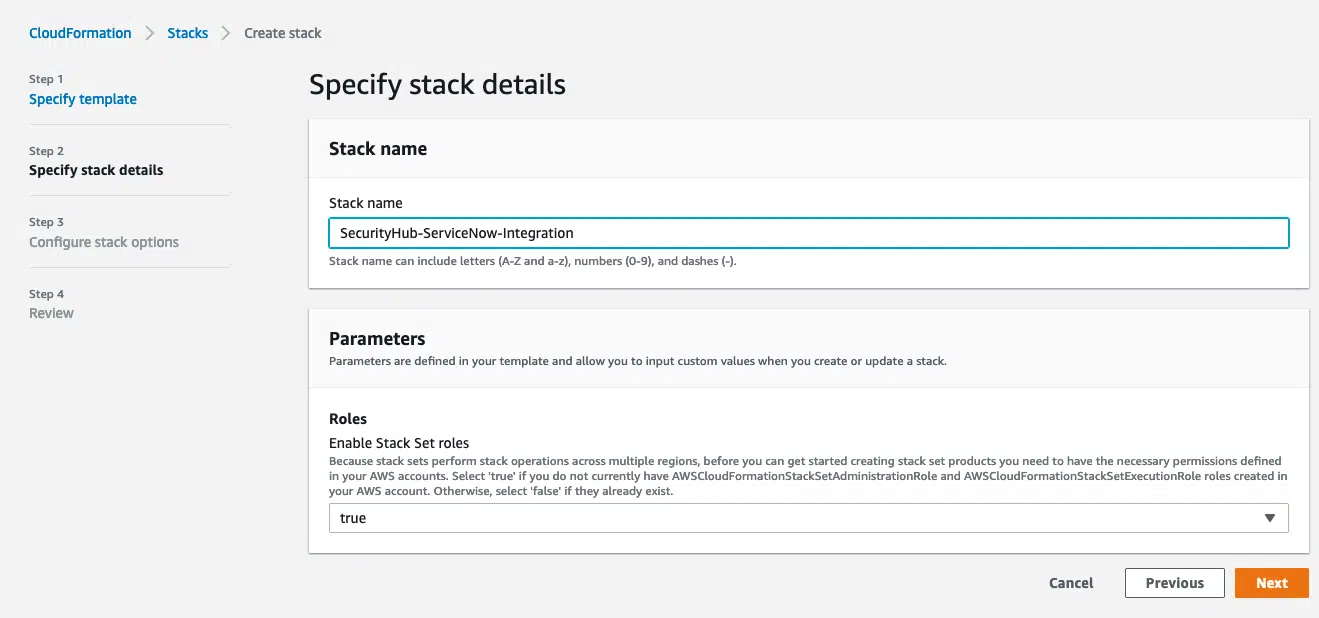 CloudFormation > Stacks > Create stack
Step 1
Specify template
Step 2
Specify stack details
Step 3
Configure stack options
Step 4
Review
Specify stack details
Stack name
Stack name
SecurityHub-ServiceNow-Integration
Stack name can include letters (A-Z and a-z), numbers (0-9), and dashes (-).
Parameters
Parameters are defined in your template and allow you to input custom values when you create or update a stack.
Roles
Enable Stack Set roles
Because stack sets perform stack operations across multiple regions, before you can get started creating stack set products you need to have the necessary permissions defined
in your AWS accounts. Select 'true' if you do not currently have AWSCloudFormationStackSetAdministrationRole and AWSCloudFormationStackSetExecutionRole roles created in
your AWS account. Otherwise, select 'false' if they already exist.
true
Cancel Previous Next